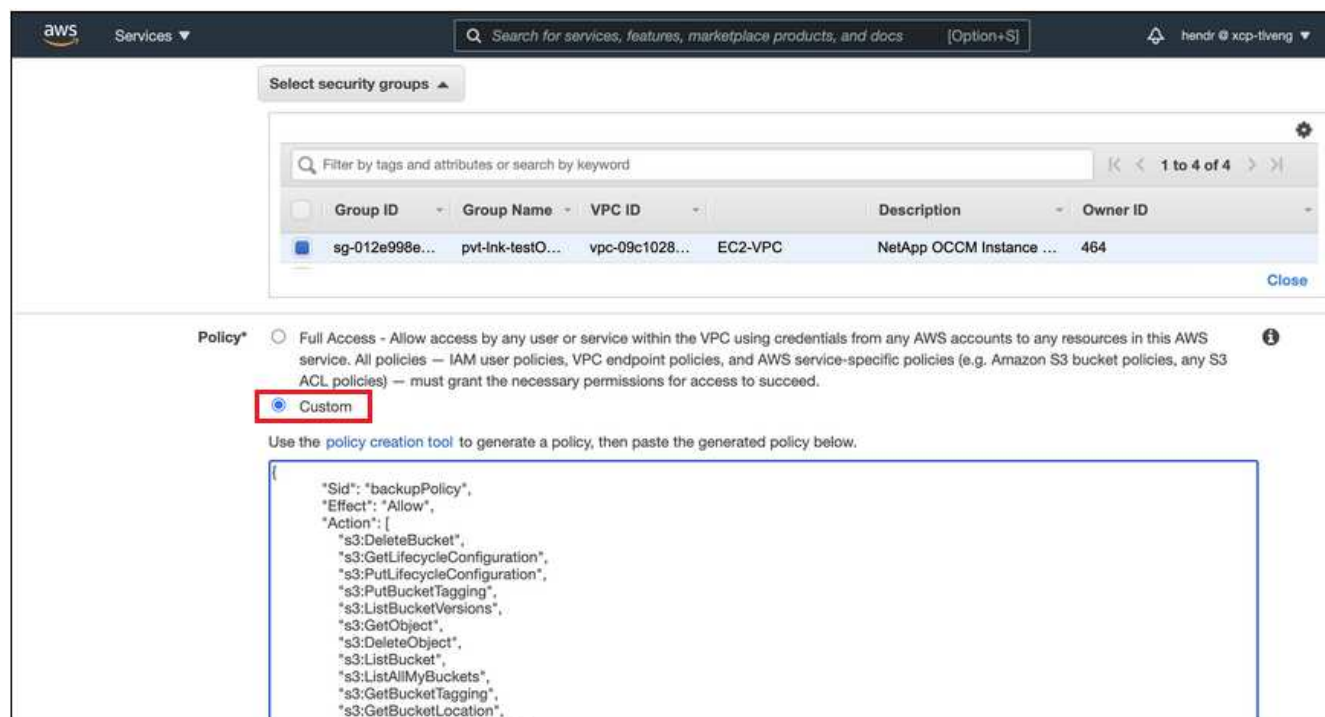 aws Services ▼ Search for services, features, marketplace products, and docs [Option+S] hendr @ xcp-tlveng ▼
Select security groups ▲
Filter by tags and attributes or search by keyword 1 to 4 of 4
Group ID Group Name VPC ID Description Owner ID
sg-012e998e... pvt-lnk-testO... vpc-09c1028... EC2-VPC NetApp OCCM Instance ... 464
Close
Policy* Full Access - Allow access by any user or service within the VPC using credentials from any AWS accounts to any resources in this AWS
service. All policies — IAM user policies, VPC endpoint policies, and AWS service-specific policies (e.g. Amazon S3 bucket policies, any S3
ACL policies) — must grant the necessary permissions for access to succeed.
Custom
Use the policy creation tool to generate a policy, then paste the generated policy below.
{
"Sid": "backupPolicy",
"Effect": "Allow",
"Action": [
"s3:DeleteBucket",
"s3:GetLifecycleConfiguration",
"s3:PutLifecycleConfiguration",
"s3:PutBucketTagging",
"s3:ListBucketVersions",
"s3:GetObject",
"s3:DeleteObject",
"s3:ListBucket",
"s3:ListAllMyBuckets",
"s3:GetBucketTagging",
"s3:GetBucketLocation",